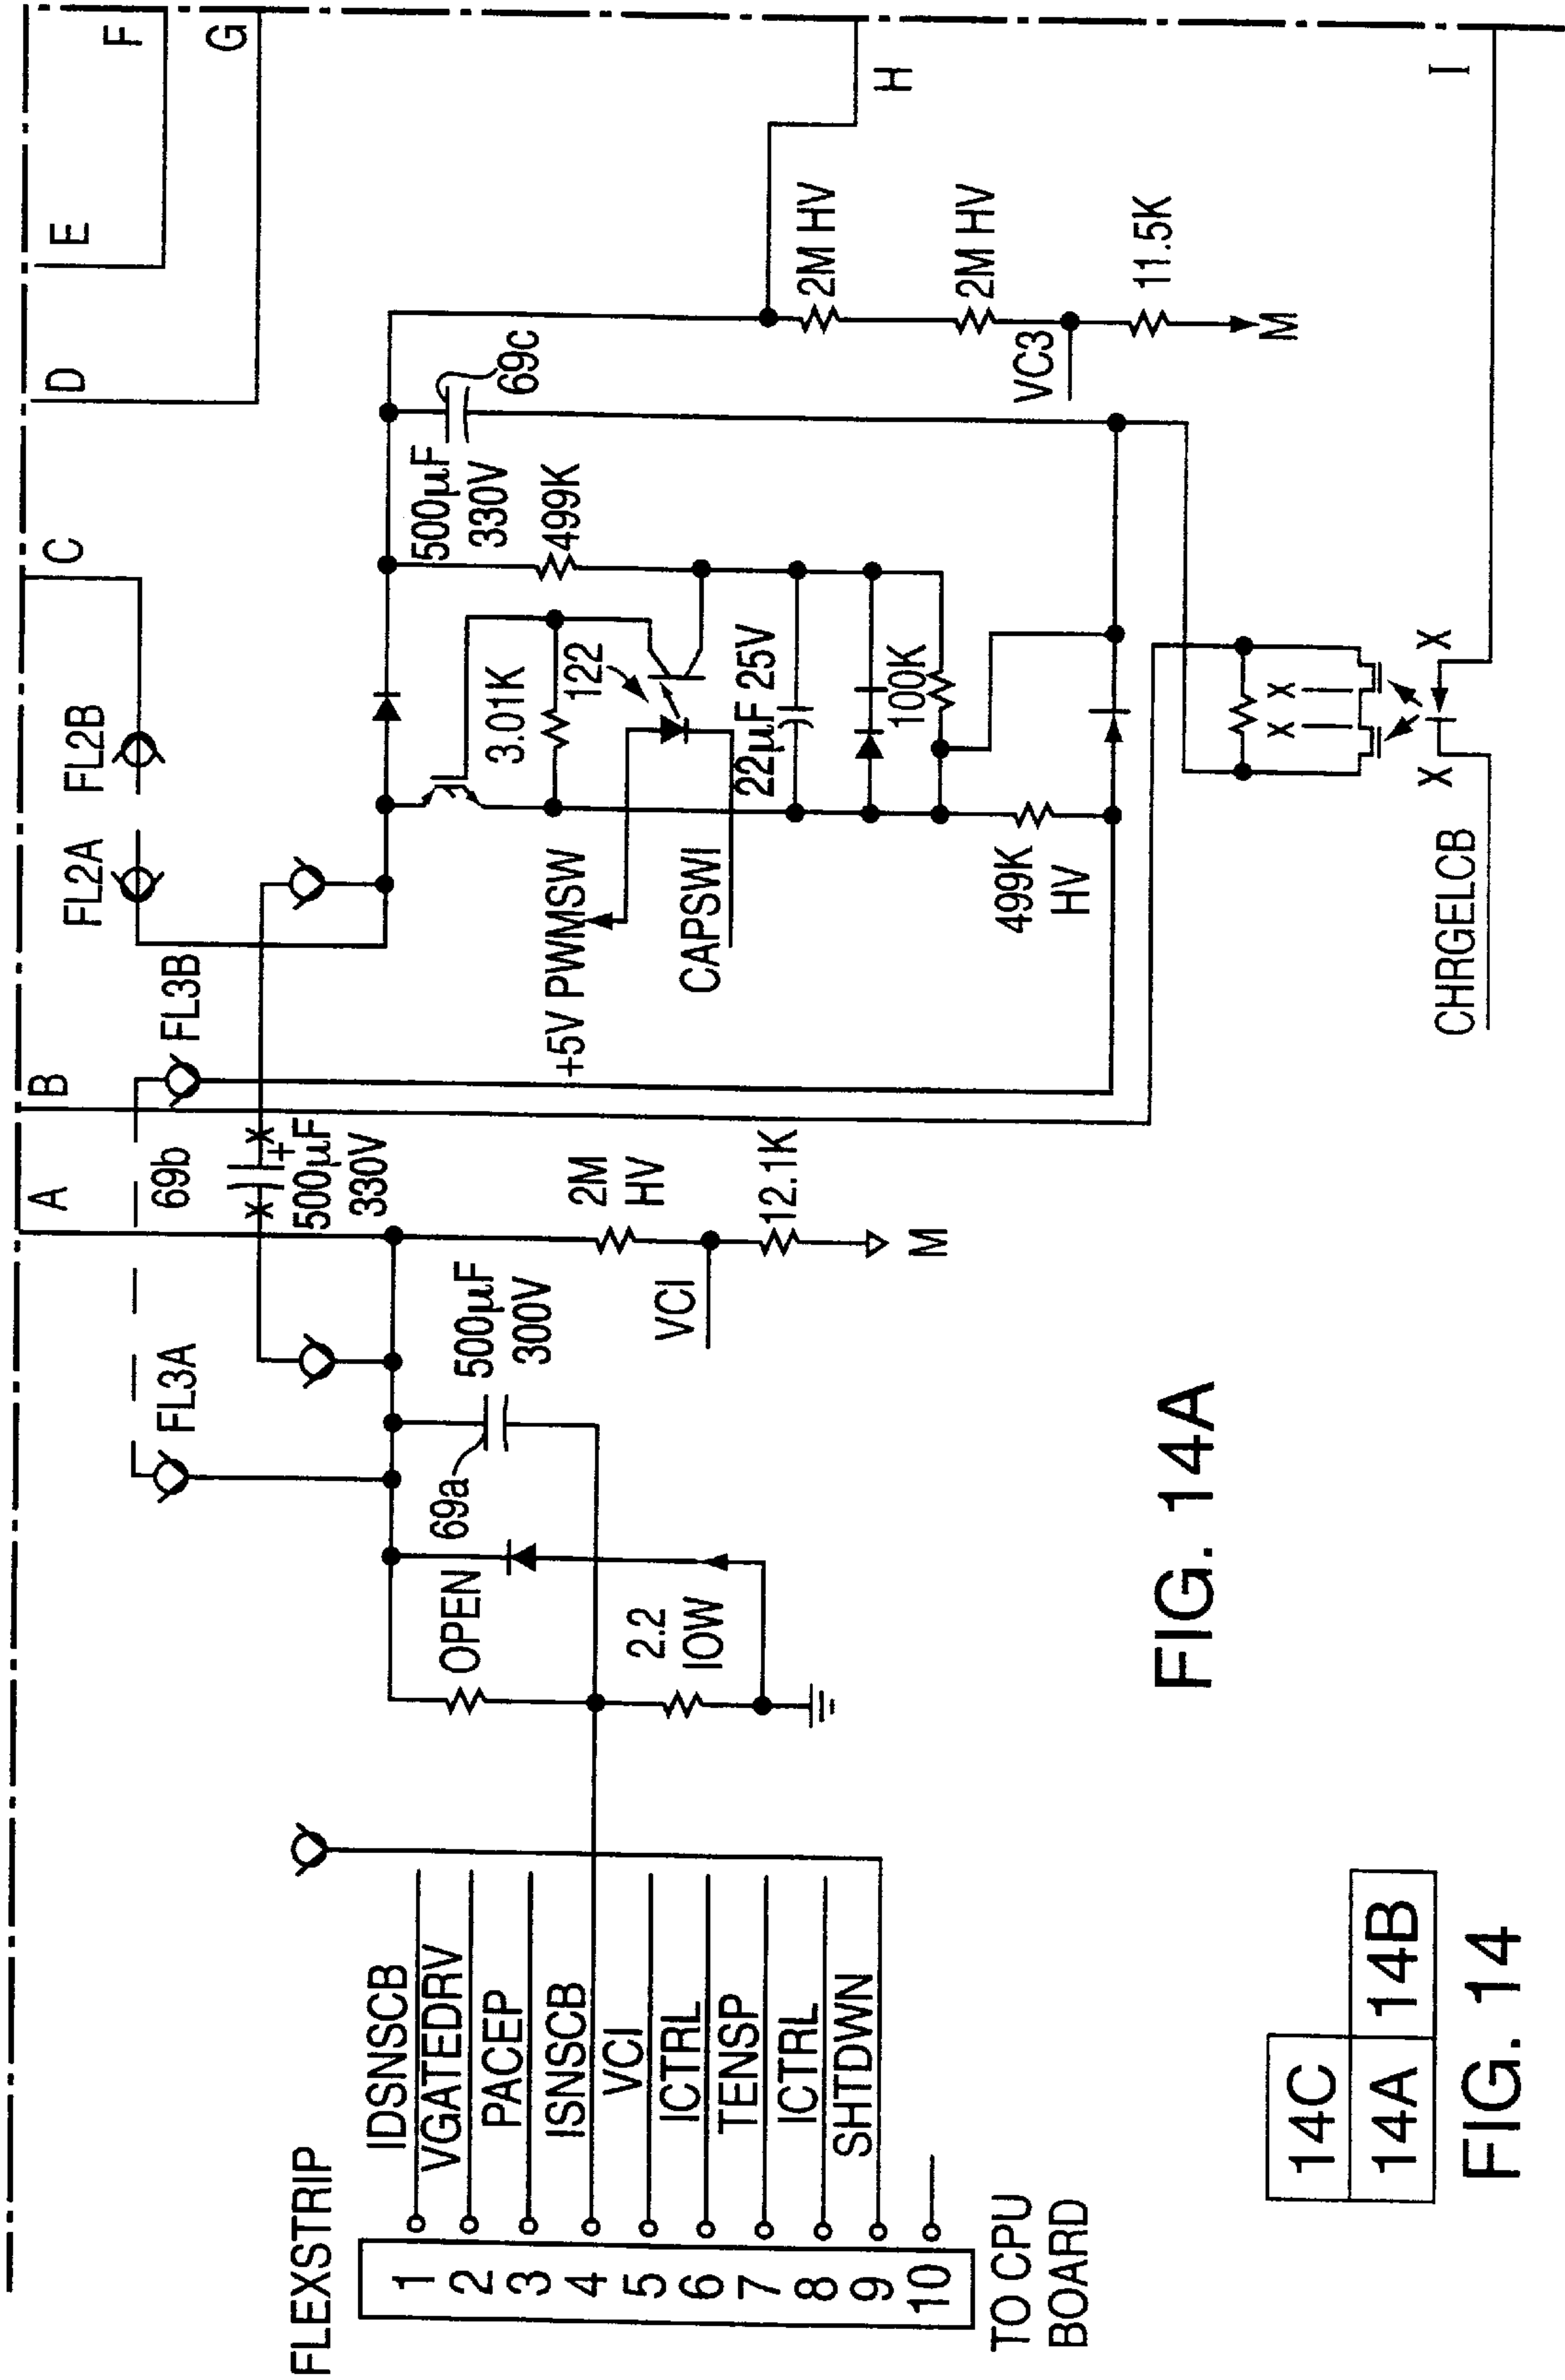 A
B
C
D
E
F
G
H
I
FL2A
FL2B
FL3A
FL3B
69b
X
X
+
500µF
330V
69c
500µF
330V
499K
3.01K
122
+5V PWMSW
CAPSWI
22µF 25V
100K
499K
HV
2M HV
2M HV
VC3
11.5K
M
X X
X
X
CHRGELCB
69a
500µF
300V
OPEN
2.2
IOW
2M
HV
VCI
12.1K
M
FLEXSTRIP
1 IDSNSCB
2 VGATEDRV
3 PACEP
4 ISNSCB
5 VCI
6 ICTRL
7 TENSP
8 ICTRL
9 SHTDWN
10
TO CPU
BOARD
FIG. 14A
14C
14A 14B
FIG. 14